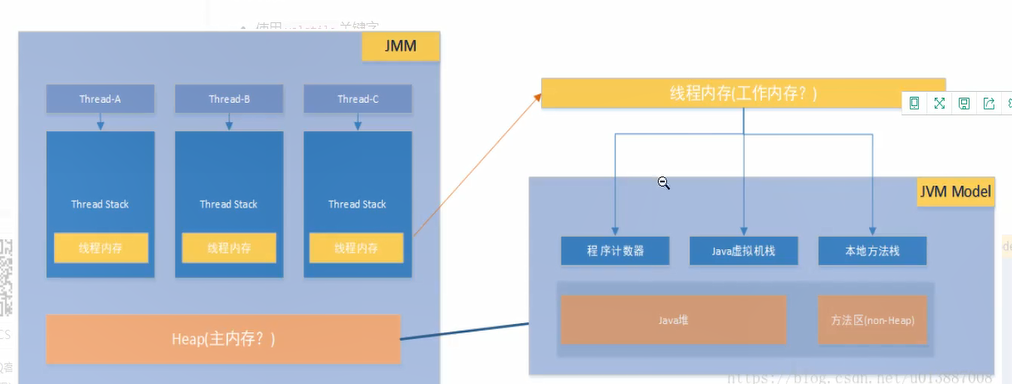 使用 volatile 关键字
JMM
Thread-A
Thread-B
Thread-C
Thread Stack
Thread Stack
Thread Stack
线程内存
线程内存
线程内存
Heap(主内存？)
线程内存(工作内存？)
JVM Model
程序计数器
Java虚拟机栈
本地方法栈
Java堆
方法区(non-Heap)
https://blog.csdn.net/u013887008